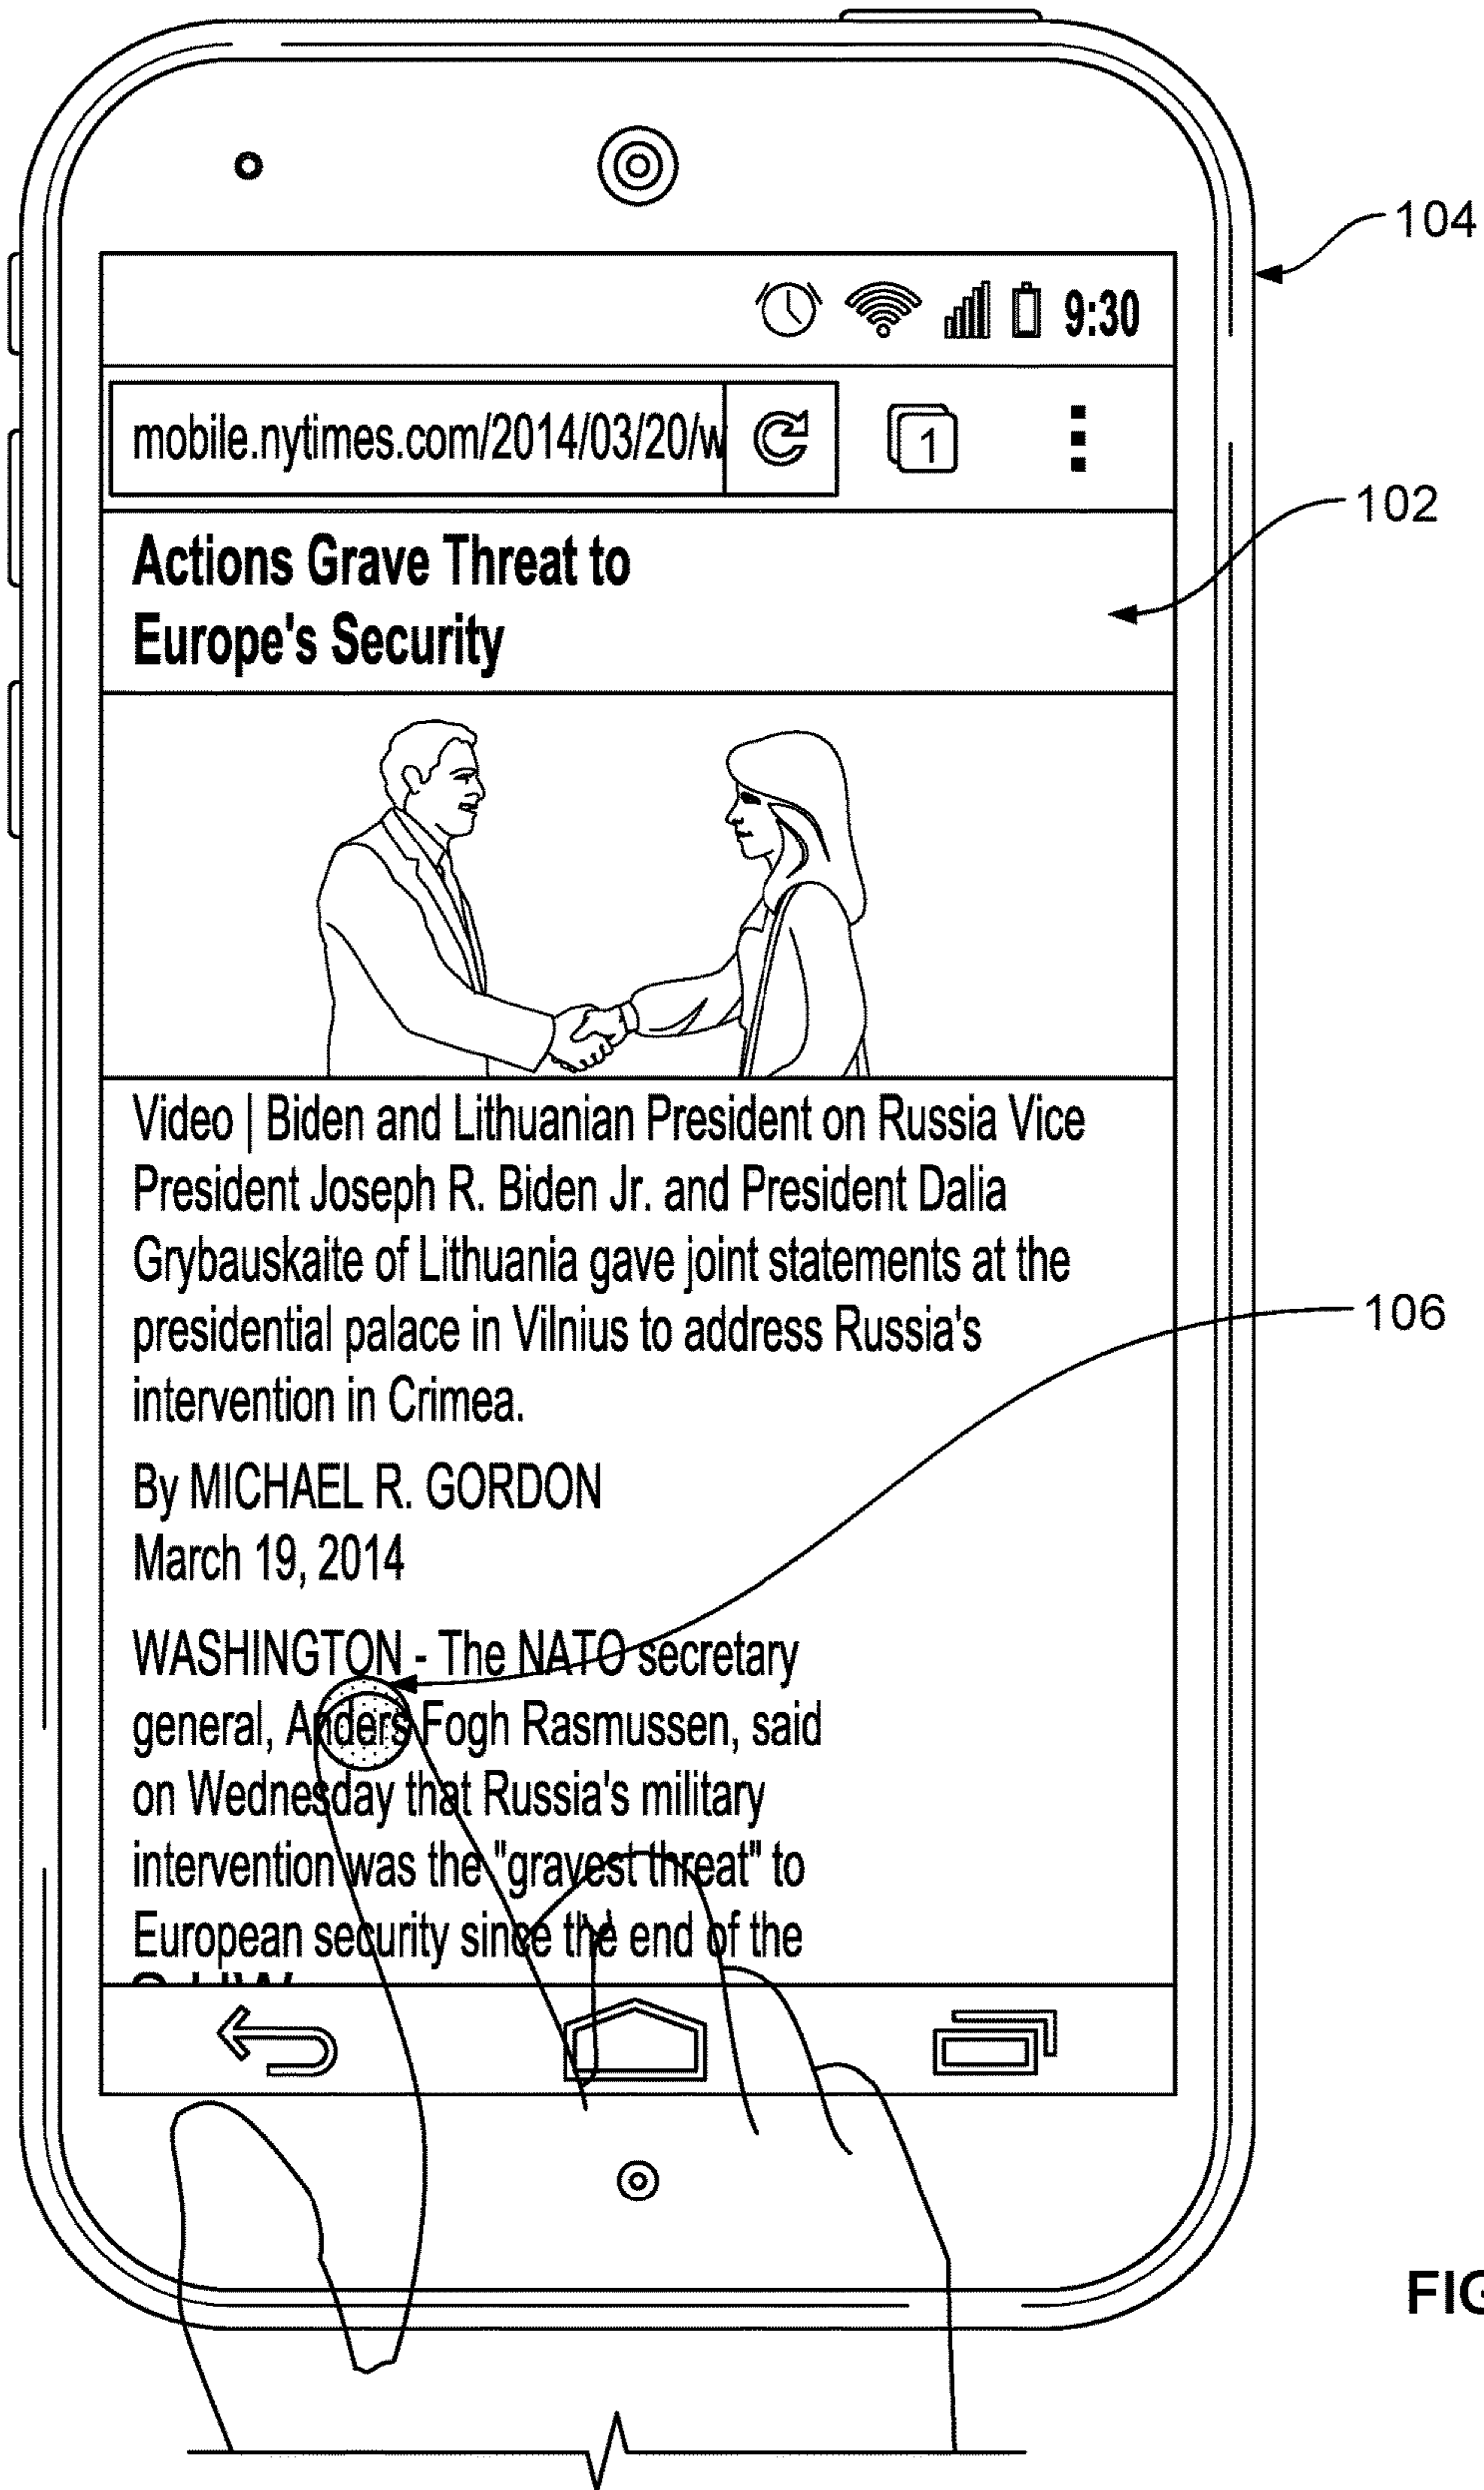 104
9:30
mobile.nytimes.com/2014/03/20/w
1
102
Actions Grave Threat to
Europe's Security
Video | Biden and Lithuanian President on Russia Vice
President Joseph R. Biden Jr. and President Dalia
Grybauskaite of Lithuania gave joint statements at the
presidential palace in Vilnius to address Russia's
intervention in Crimea.
106
By MICHAEL R. GORDON
March 19, 2014
WASHINGTON - The NATO secretary
general, Anders Fogh Rasmussen, said
on Wednesday that Russia's military
intervention was the "gravest threat" to
European security since the end of the
FIG